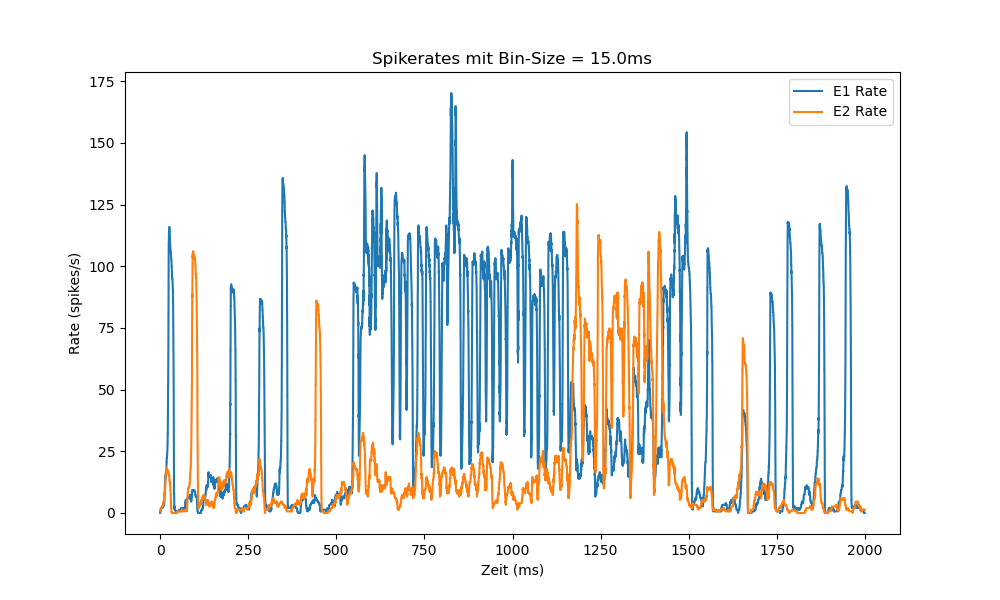 Spikerates mit Bin-Size = 15.0ms
E1 Rate
E2 Rate
175
150
125
100
75
50
25
0
Rate (spikes/s)
0 250 500 750 1000 1250 1500 1750 2000
Zeit (ms)